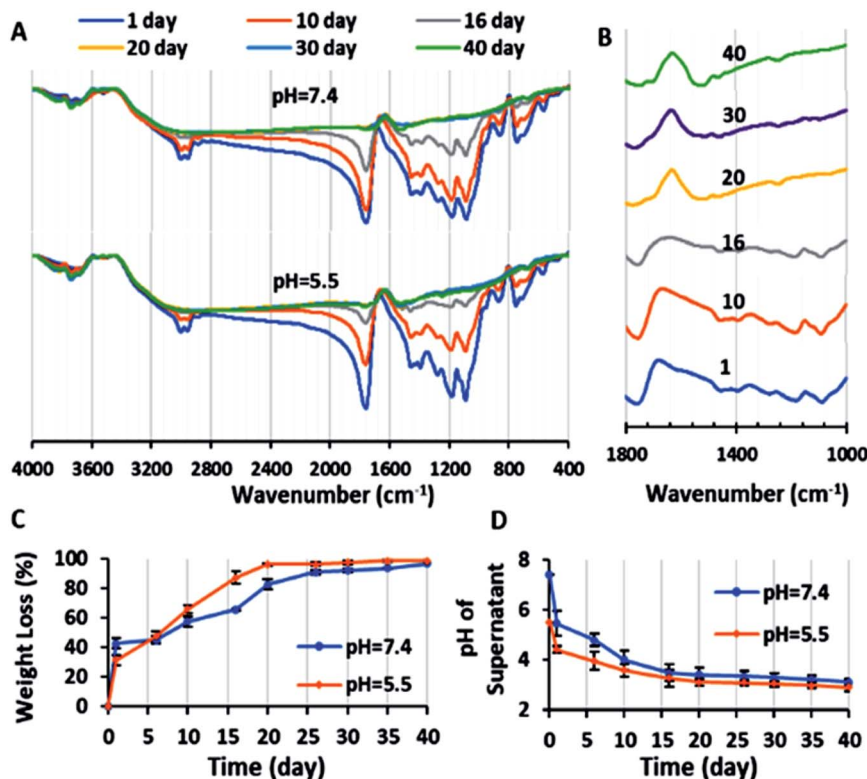 A
1 day 10 day 16 day
20 day 30 day 40 day
pH=7.4
pH=5.5
4000 3600 3200 2800 2400 2000 1600 1200 800 400
Wavenumber (cm⁻¹)
B
40
30
20
16
10
1
1800 1400 1000
Wavenumber (cm⁻¹)
C
Weight Loss (%)
100
80
60
40
20
0
pH=7.4
pH=5.5
0 5 10 15 20 25 30 35 40
Time (day)
D
pH of
Supernatant
8
6
4
2
pH=7.4
pH=5.5
0 5 10 15 20 25 30 35 40
Time (day)